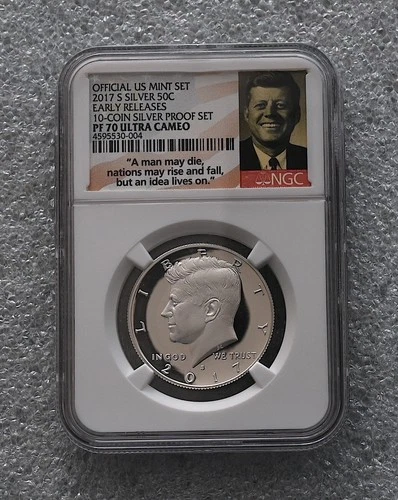 OFFICIAL US MINT SET
2017 S SILVER 50C
EARLY RELEASES
10-COIN SILVER PROOF SET
PF 70 ULTRA CAMEO
4595530-004
"A man may die,
nations may rise and fall,
but an idea lives on."
NGC
LIBERTY
IN GOD WE TRUST
S
2017